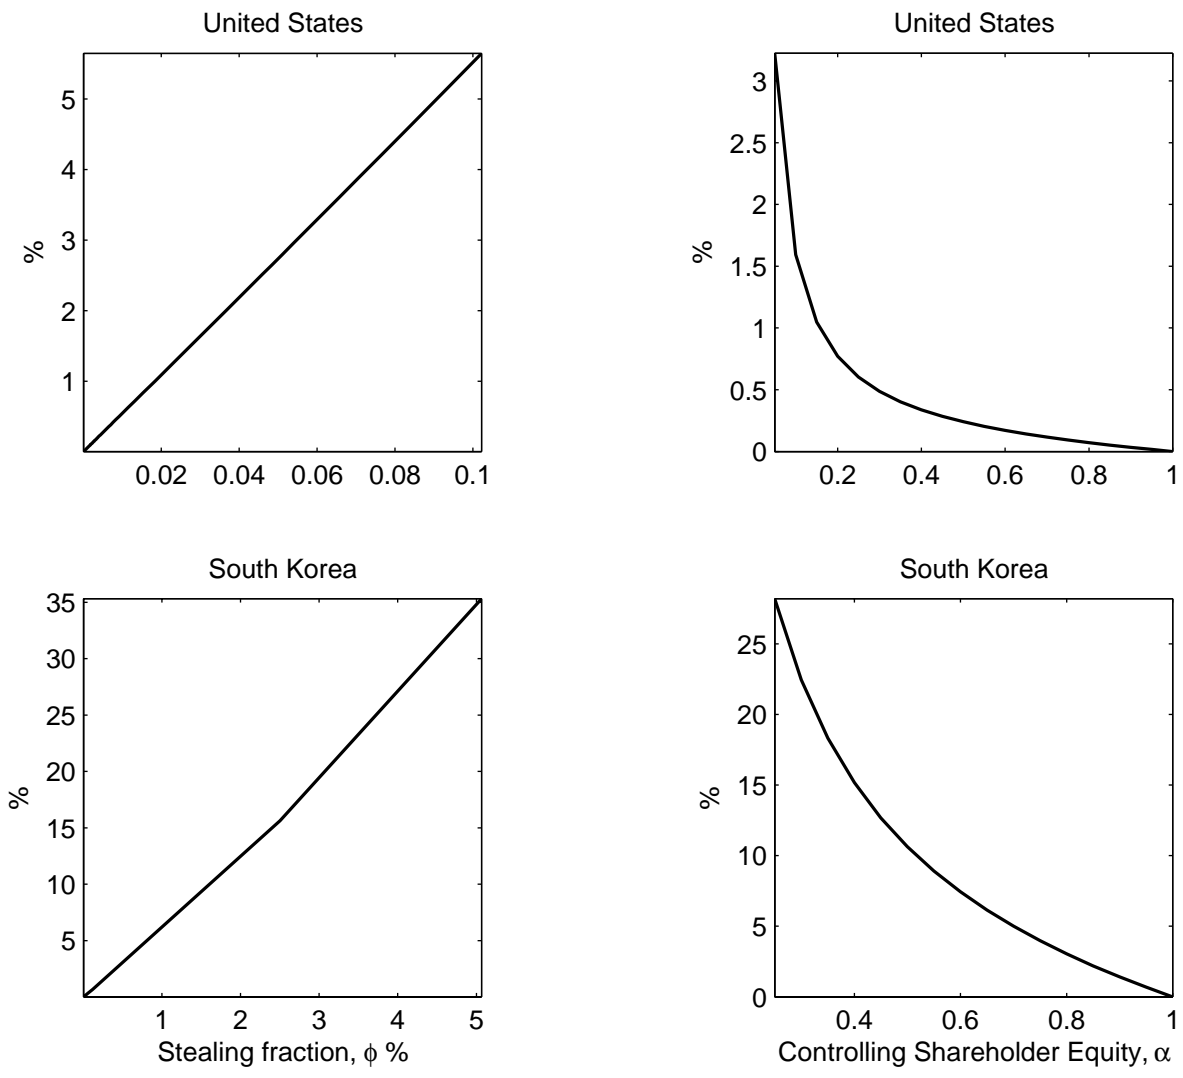 United States
%
5
4
3
2
1
0.02 0.04 0.06 0.08 0.1
United States
%
3
2.5
2
1.5
1
0.5
0
0.2 0.4 0.6 0.8 1
South Korea
%
35
30
25
20
15
10
5
1 2 3 4 5
Stealing fraction, ϕ %
South Korea
%
25
20
15
10
5
0
0.4 0.6 0.8 1
Controlling Shareholder Equity, α